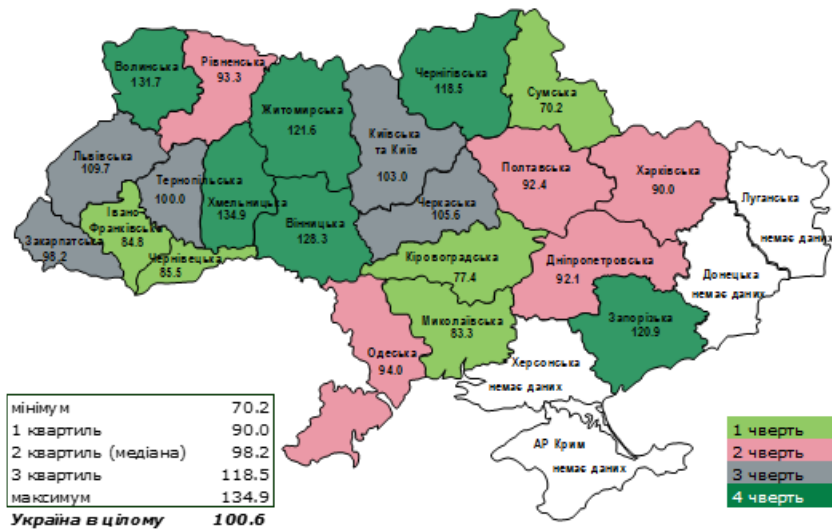 Волинська
131.7
Рівненська
93.3
Житомирська
121.6
Київська
та Київ
103.0
Чернігівська
118.5
Сумська
70.2
Львівська
109.7
Тернопільська
100.0
Хмельницька
134.9
Вінницька
128.3
Черкаська
105.6
Полтавська
92.4
Харківська
90.0
Луганська
немає даних
Івано-
Франківська
84.8
Закарпатська
98.2
Чернівецька
85.5
Кіровоградська
77.4
Дніпропетровська
92.1
Донецька
немає даних
Миколаївська
83.3
Запорізька
120.9
Одеська
94.0
Херсонська
немає даних
АР Крим
немає даних
мінімум 70.2
1 квартиль 90.0
2 квартиль (медіана) 98.2
3 квартиль 118.5
максимум 134.9
Україна в цілому 100.6
1 чверть
2 чверть
3 чверть
4 чверть